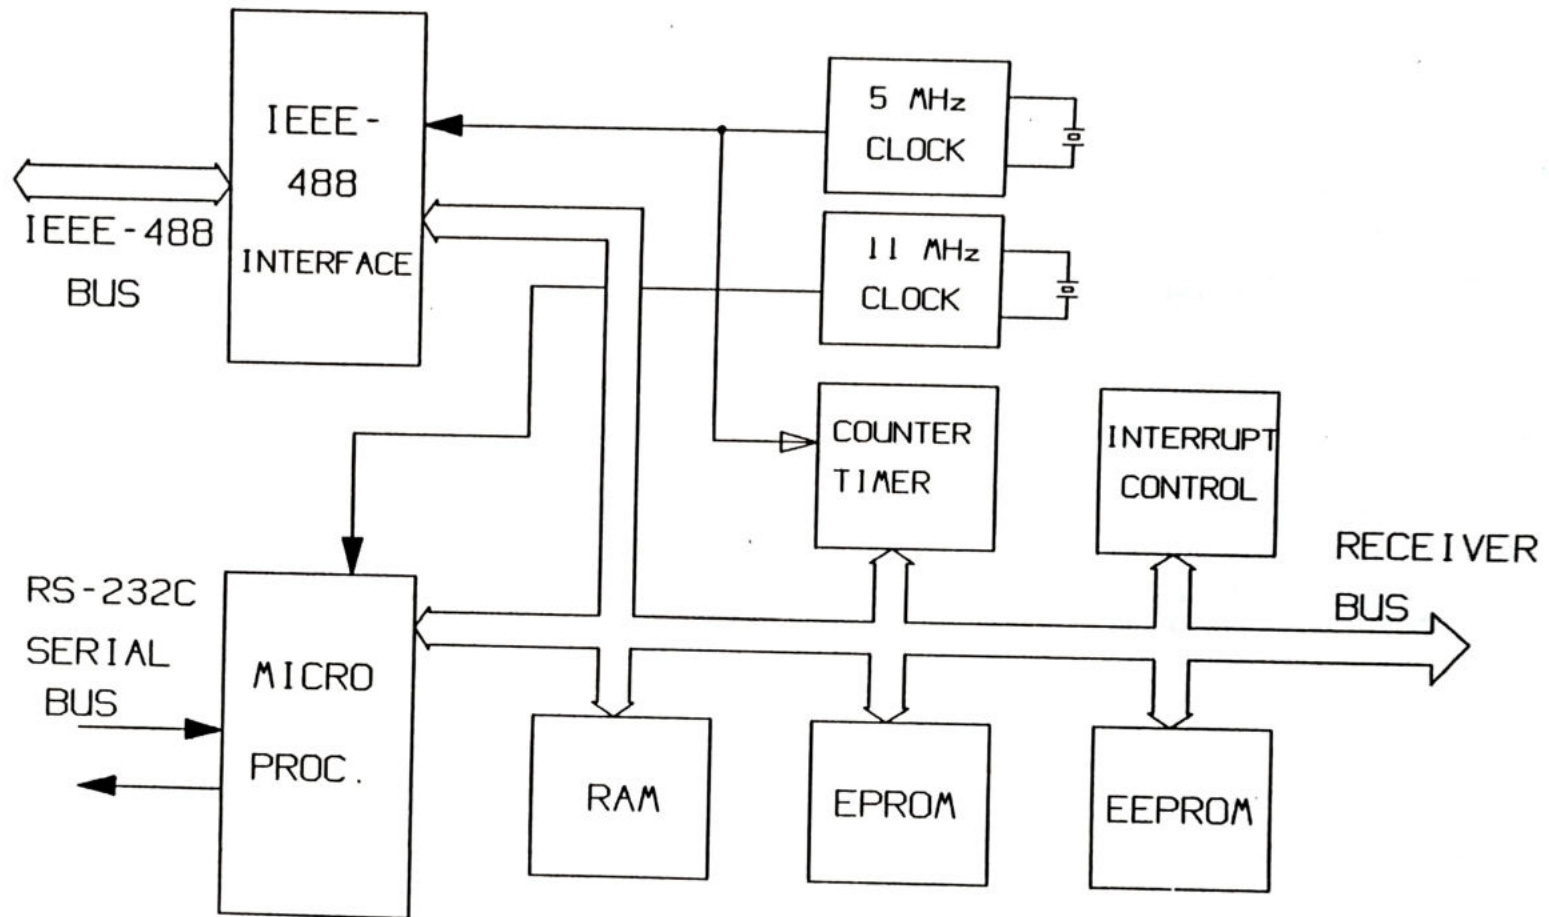 IEEE-
488
INTERFACE
IEEE-488
BUS
5 MHz
CLOCK
11 MHz
CLOCK
COUNTER
TIMER
INTERRUPT
CONTROL
RECEIVER
BUS
RS-232C
SERIAL
BUS
MICRO
PROC.
RAM
EPROM
EEPROM